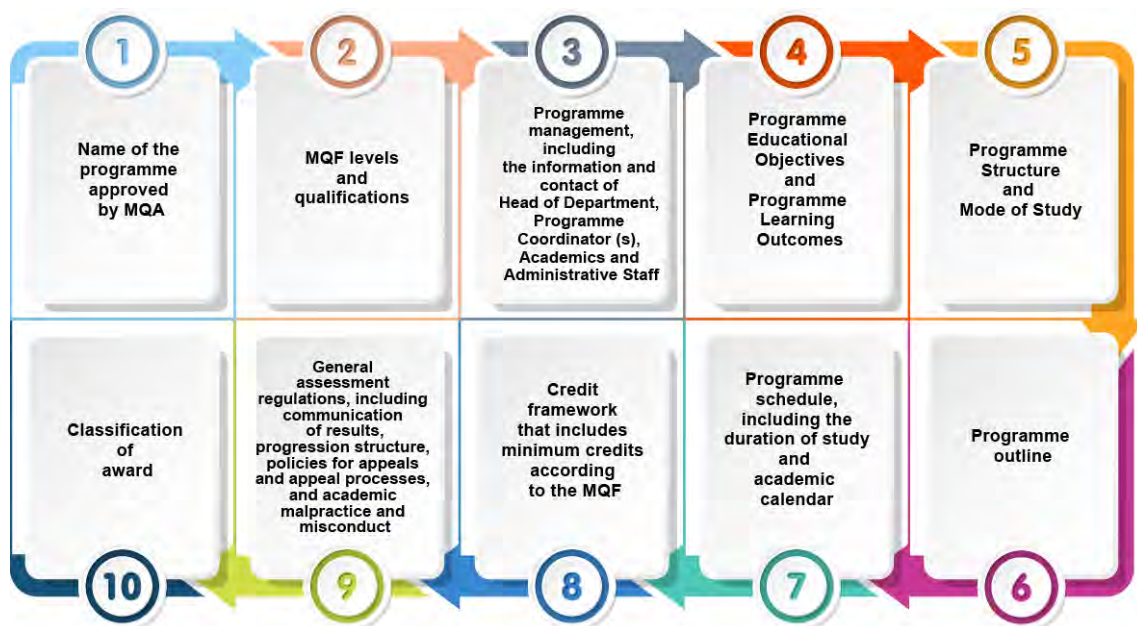 1
Name of the
programme
approved
by MQA
2
MQF levels
and
qualifications
3
Programme
management,
including
the information and
contact of
Head of Department,
Programme
Coordinator (s),
Academics and
Administrative Staff
4
Programme
Educational
Objectives
and
Programme
Learning
Outcomes
5
Programme
Structure
and
Mode of Study
6
Programme
outline
7
Programme
schedule,
including the
duration of study
and
academic
calendar
8
Credit
framework
that includes
minimum credits
according
to the MQF
9
General
assessment
regulations, including
communication
of results,
progression structure,
policies for appeals
and appeal processes,
and academic
malpractice and
misconduct
10
Classification
of
award